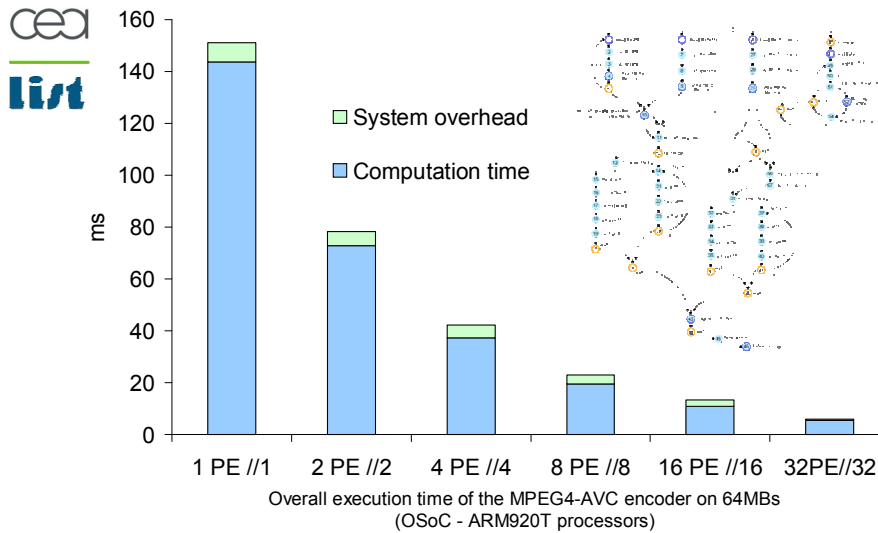 cea
list
160
140
120
100
80
60
40
20
0
ms
System overhead
Computation time
1 PE //1
2 PE //2
4 PE //4
8 PE //8
16 PE //16
32PE//32
Overall execution time of the MPEG4-AVC encoder on 64MBs
(OSoC - ARM920T processors)